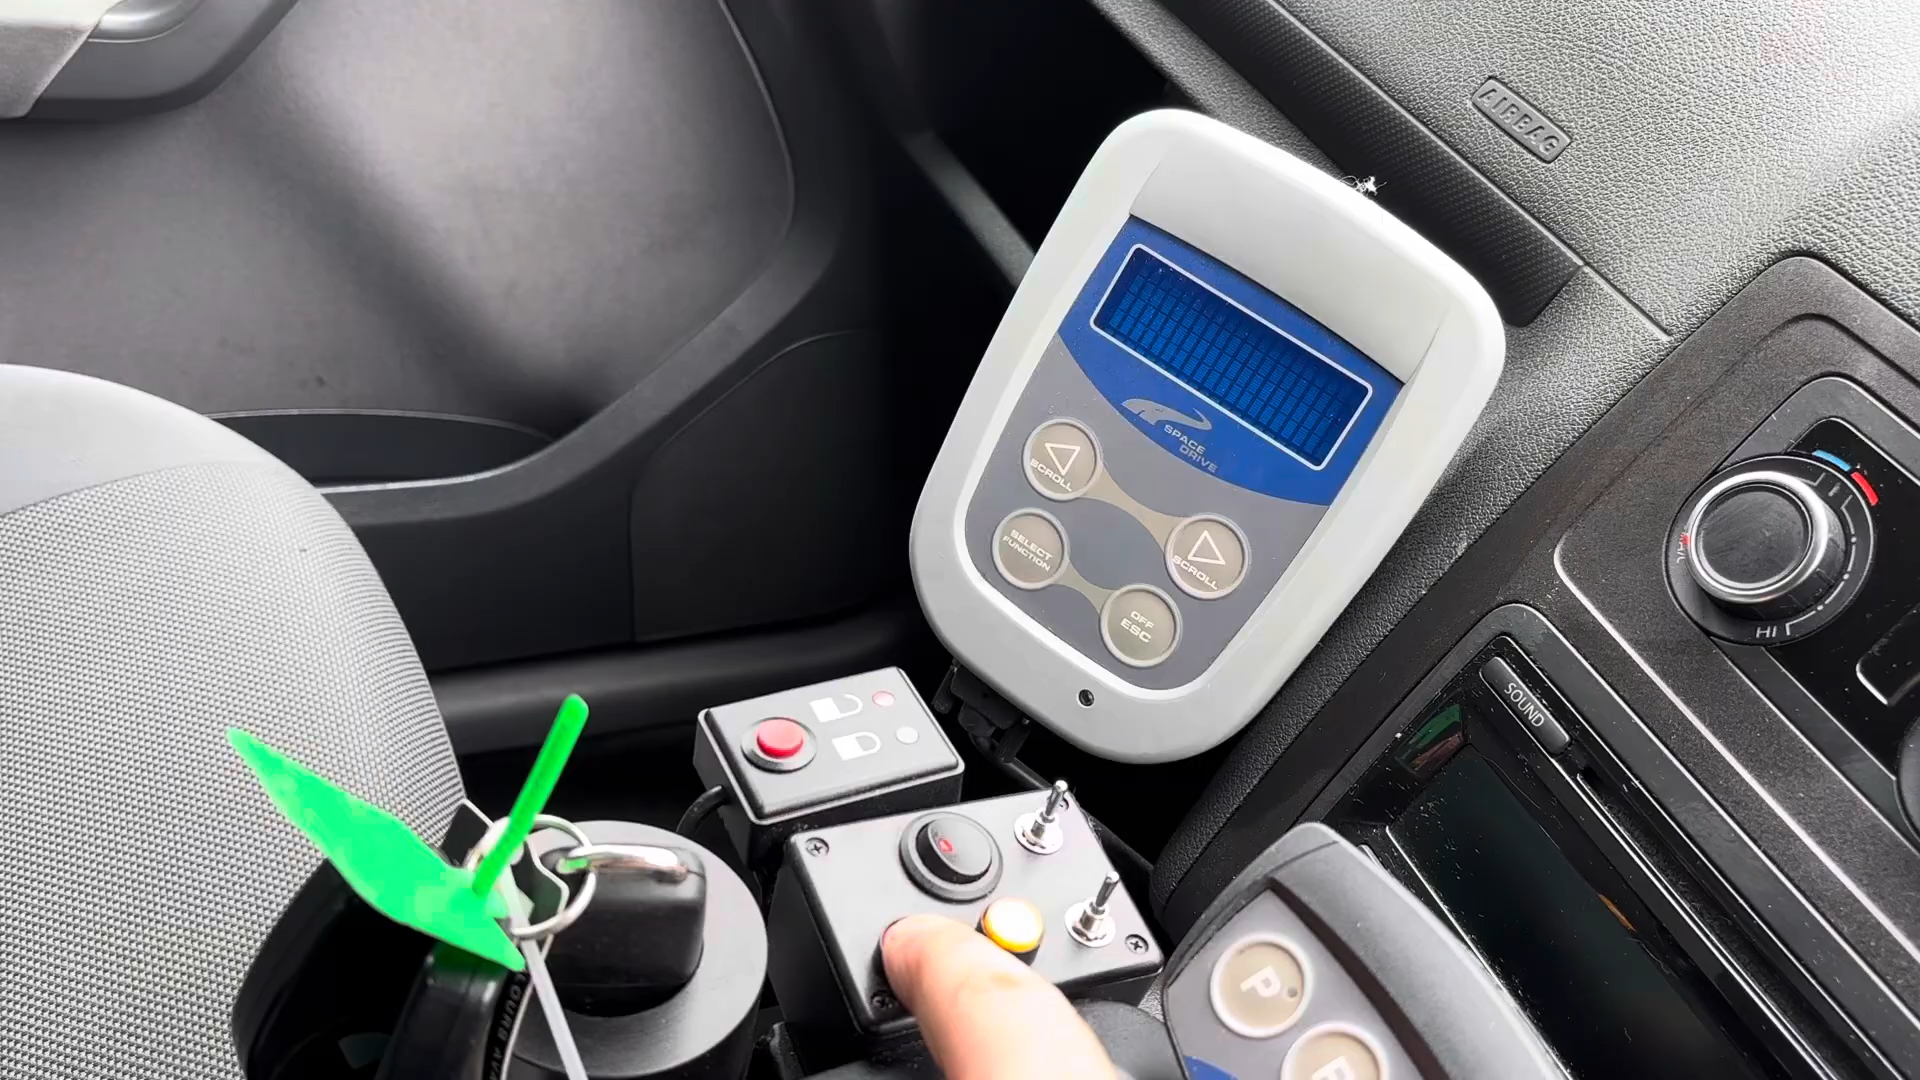 AIRBAG
SPACE
DRIVE
SCROLL
SELECT
FUNCTION
SCROLL
OFF
ESC
HI
SOUND
P
R